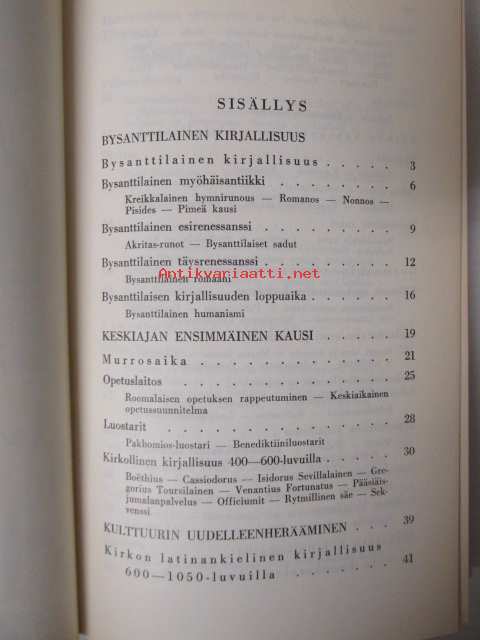 SISÄLLYS
BYSANTTILAINEN KIRJALLISUUS
Bysanttilainen kirjallisuus . . . . . 3
Bysanttilainen myöhäisantiikki . . . . . . . . 6
Kreikkalainen hymnirunous — Romanos — Nonnos —
Pisides — Pimeä kausi
Bysanttilainen esirenessanssi . . . . . . . . . 9
Akritas-runot — Bysanttilaiset sadut
Bysanttilainen täysrenessanssi . . . . . . . . 12
Antikvariaatti.net
Bysanttilainen romaani
Bysanttilaisen kirjallisuuden loppuaika . . . . . . 16
Bysanttilainen humanismi
KESKIAJAN ENSIMMÄINEN KAUSI . . . . . 19
Murrosaika . . . . . . . . . . . . 21
Opetuslaitos . . . . . . . . . . . . . 25
Roomalaisen opetuksen rappeutuminen — Keskiaikainen
opetussuunnitelma
Luostarit . . . . . . . . . . . . . . 28
Pakhomios-luostari — Benediktiiniluostarit
Kirkollinen kirjallisuus 400—600-luvuilla . . . . . 30
Boëthius — Cassiodorus — Isidorus Sevillalainen — Gre-
gorius Toursilainen — Venantius Fortunatus — Pääsiäis-
jumalanpalvelus — Officiumit — Rytmillinen säe — Sek-
venssi
KULTTUURIN UUDELLEENHERÄÄMINEN . . . 39
Kirkon latinankielinen kirjallisuus
600—1050-luvuilla . . . . . . . . 41